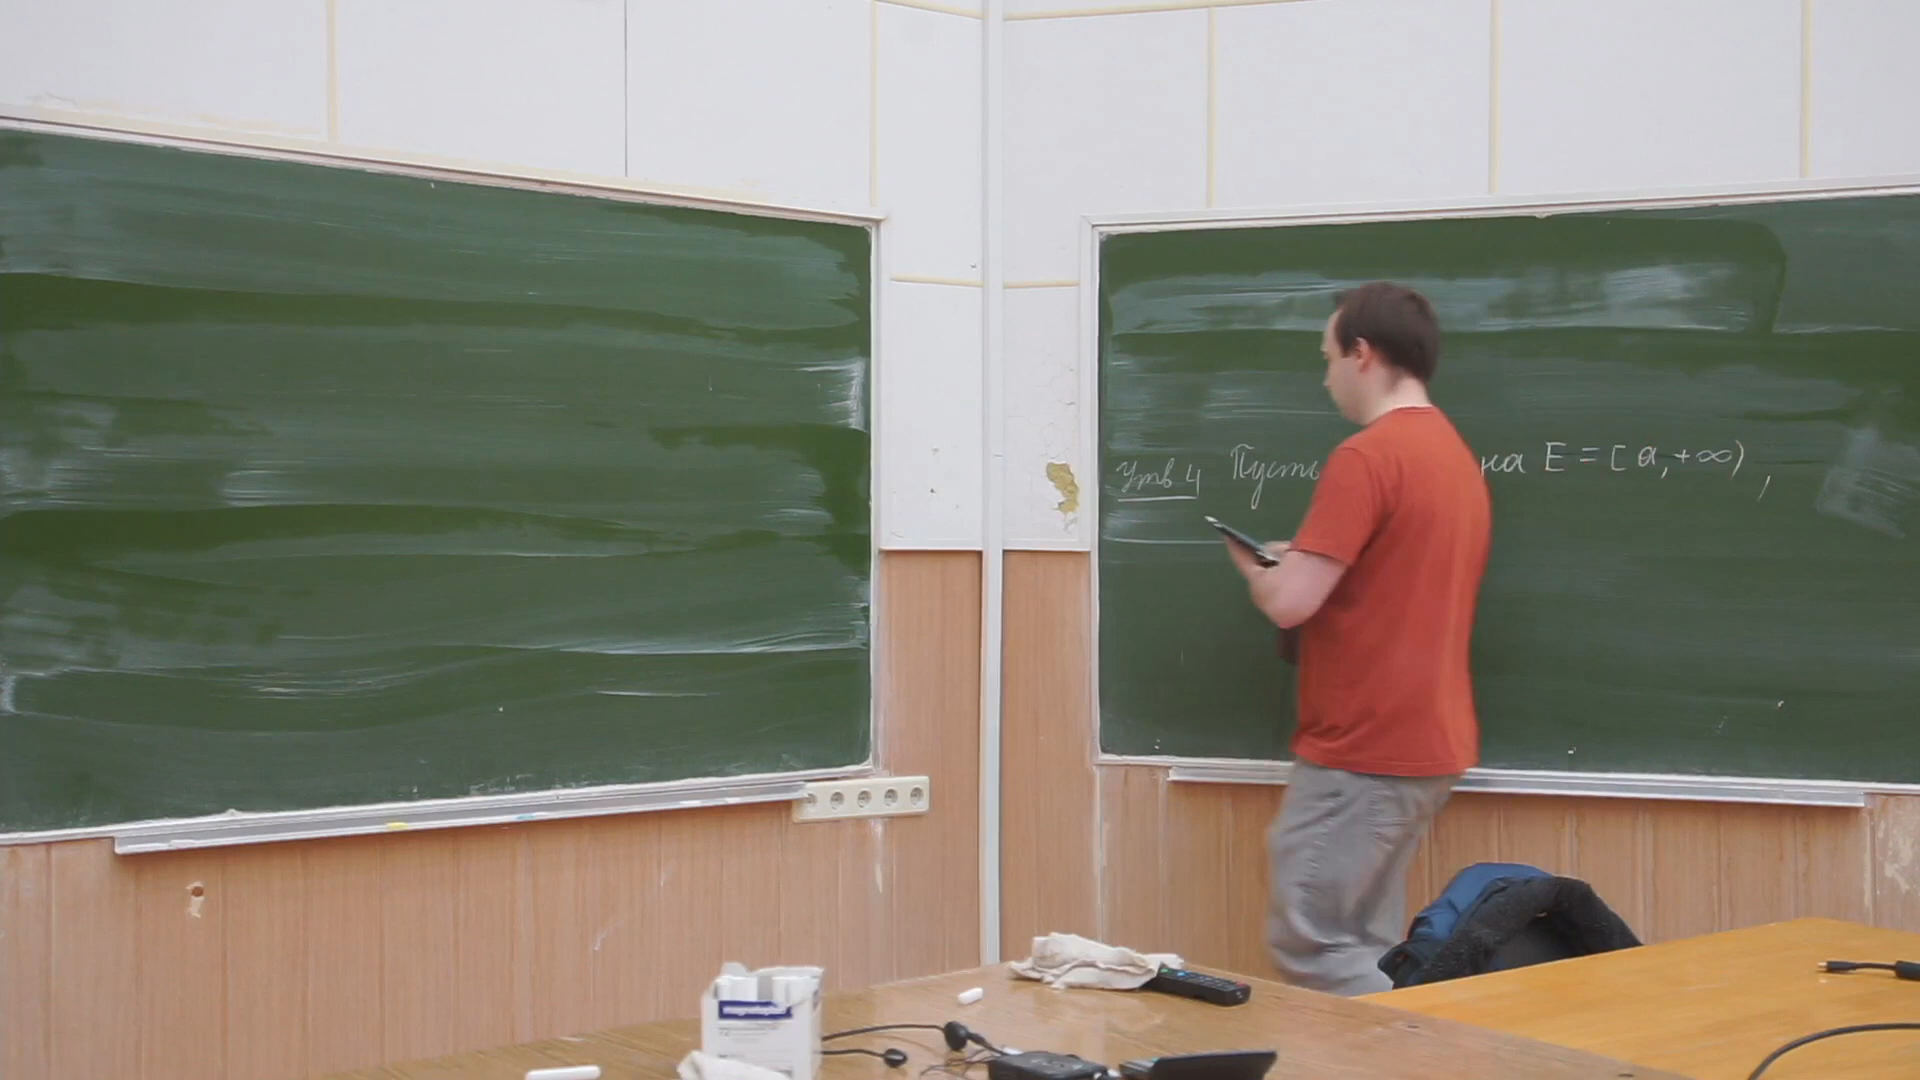 Утв 4 Пусть на E = [a, +∞),